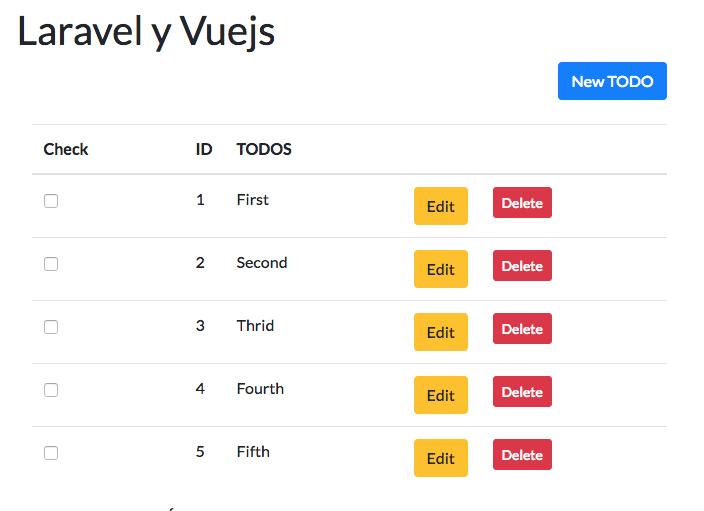 Laravel y Vuejs
New TODO
Check ID TODOS
1 First Edit Delete
2 Second Edit Delete
3 Thrid Edit Delete
4 Fourth Edit Delete
5 Fifth Edit Delete